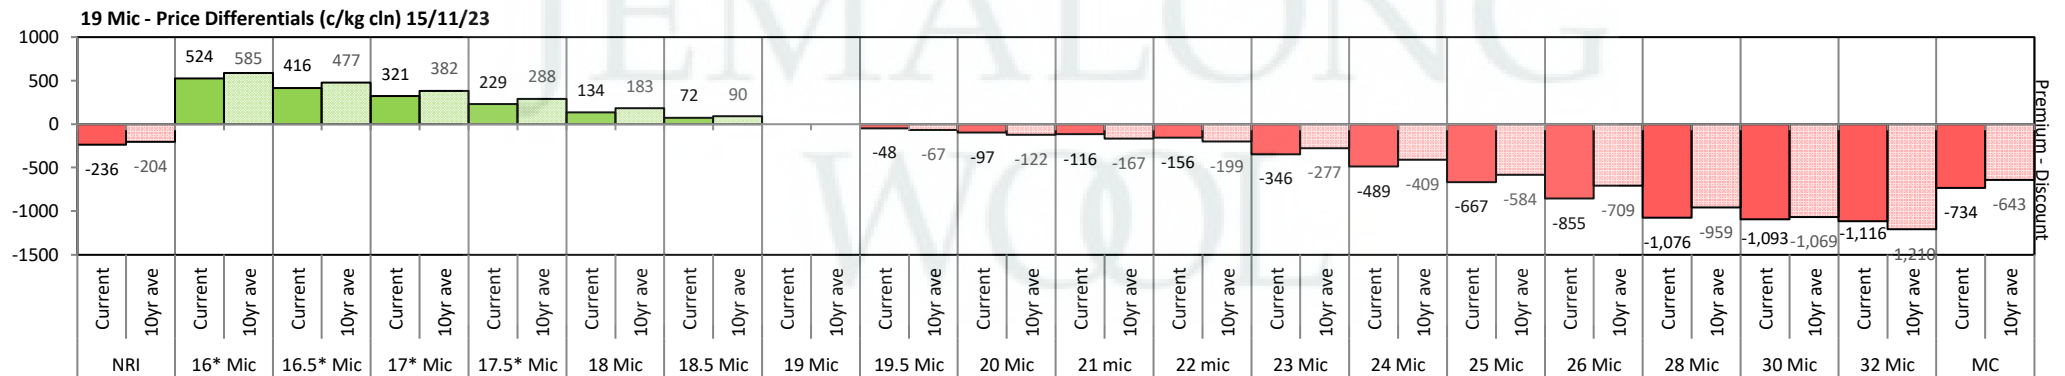 19 Mic - Price Differentials (c/kg cln) 15/11/23
JEMALONG
WOOL
1000
500
0
-500
-1000
-1500
524 585 416 477 321 382 229 288 134 183 72 90
-236 -204 -48 -67 -97 -122 -116 -167 -156 -199 -346 -277 -489 -409 -667 -584 -855 -709 -1,076 -959 -1,093 -1,069 -1,116 -1,210 -734 -643
Premium - Discount
Current 10yr ave Current 10yr ave Current 10yr ave Current 10yr ave Current 10yr ave Current 10yr ave Current 10yr ave Current 10yr ave Current 10yr ave Current 10yr ave Current 10yr ave Current 10yr ave Current 10yr ave Current 10yr ave Current 10yr ave Current 10yr ave Current 10yr ave Current 10yr ave Current 10yr ave Current 10yr ave
NRI 16* Mic 16.5* Mic 17* Mic 17.5* Mic 18 Mic 18.5 Mic 19 Mic 19.5 Mic 20 Mic 21 mic 22 mic 23 Mic 24 Mic 25 Mic 26 Mic 28 Mic 30 Mic 32 Mic MC